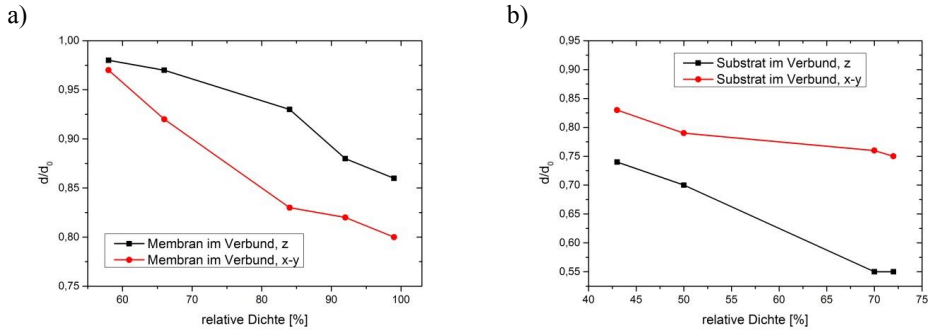 a)
1,00
0,95
0,90
0,85
0,80
0,75
d/d0
Membran im Verbund, z
Membran im Verbund, x-y
60 70 80 90 100
relative Dichte [%]
b)
0,95
0,90
0,85
0,80
0,75
0,70
0,65
0,60
0,55
d/d0
Substrat im Verbund, z
Substrat im Verbund, x-y
40 45 50 55 60 65 70 75
relative Dichte [%]